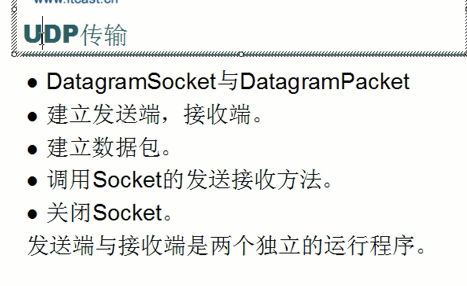 www.itcast.cn
UDP传输
● DatagramSocket与DatagramPacket
● 建立发送端，接收端。
● 建立数据包。
● 调用Socket的发送接收方法。
● 关闭Socket。
发送端与接收端是两个独立的运行程序。